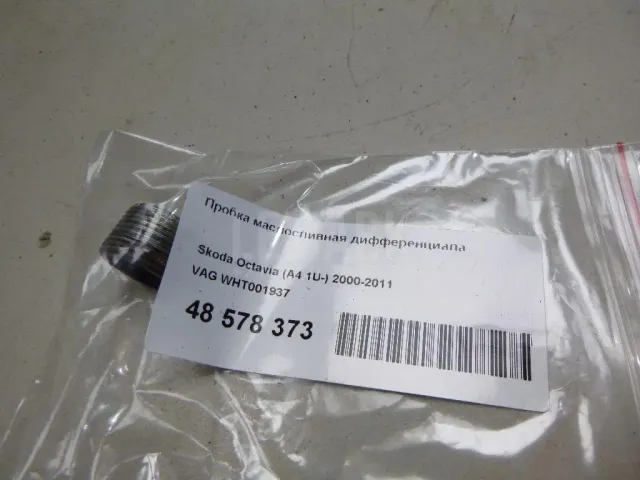 Пробка маслосливная дифференциала
Skoda Octavia (A4 1U-) 2000-2011
VAG WHT001937
48 578 373